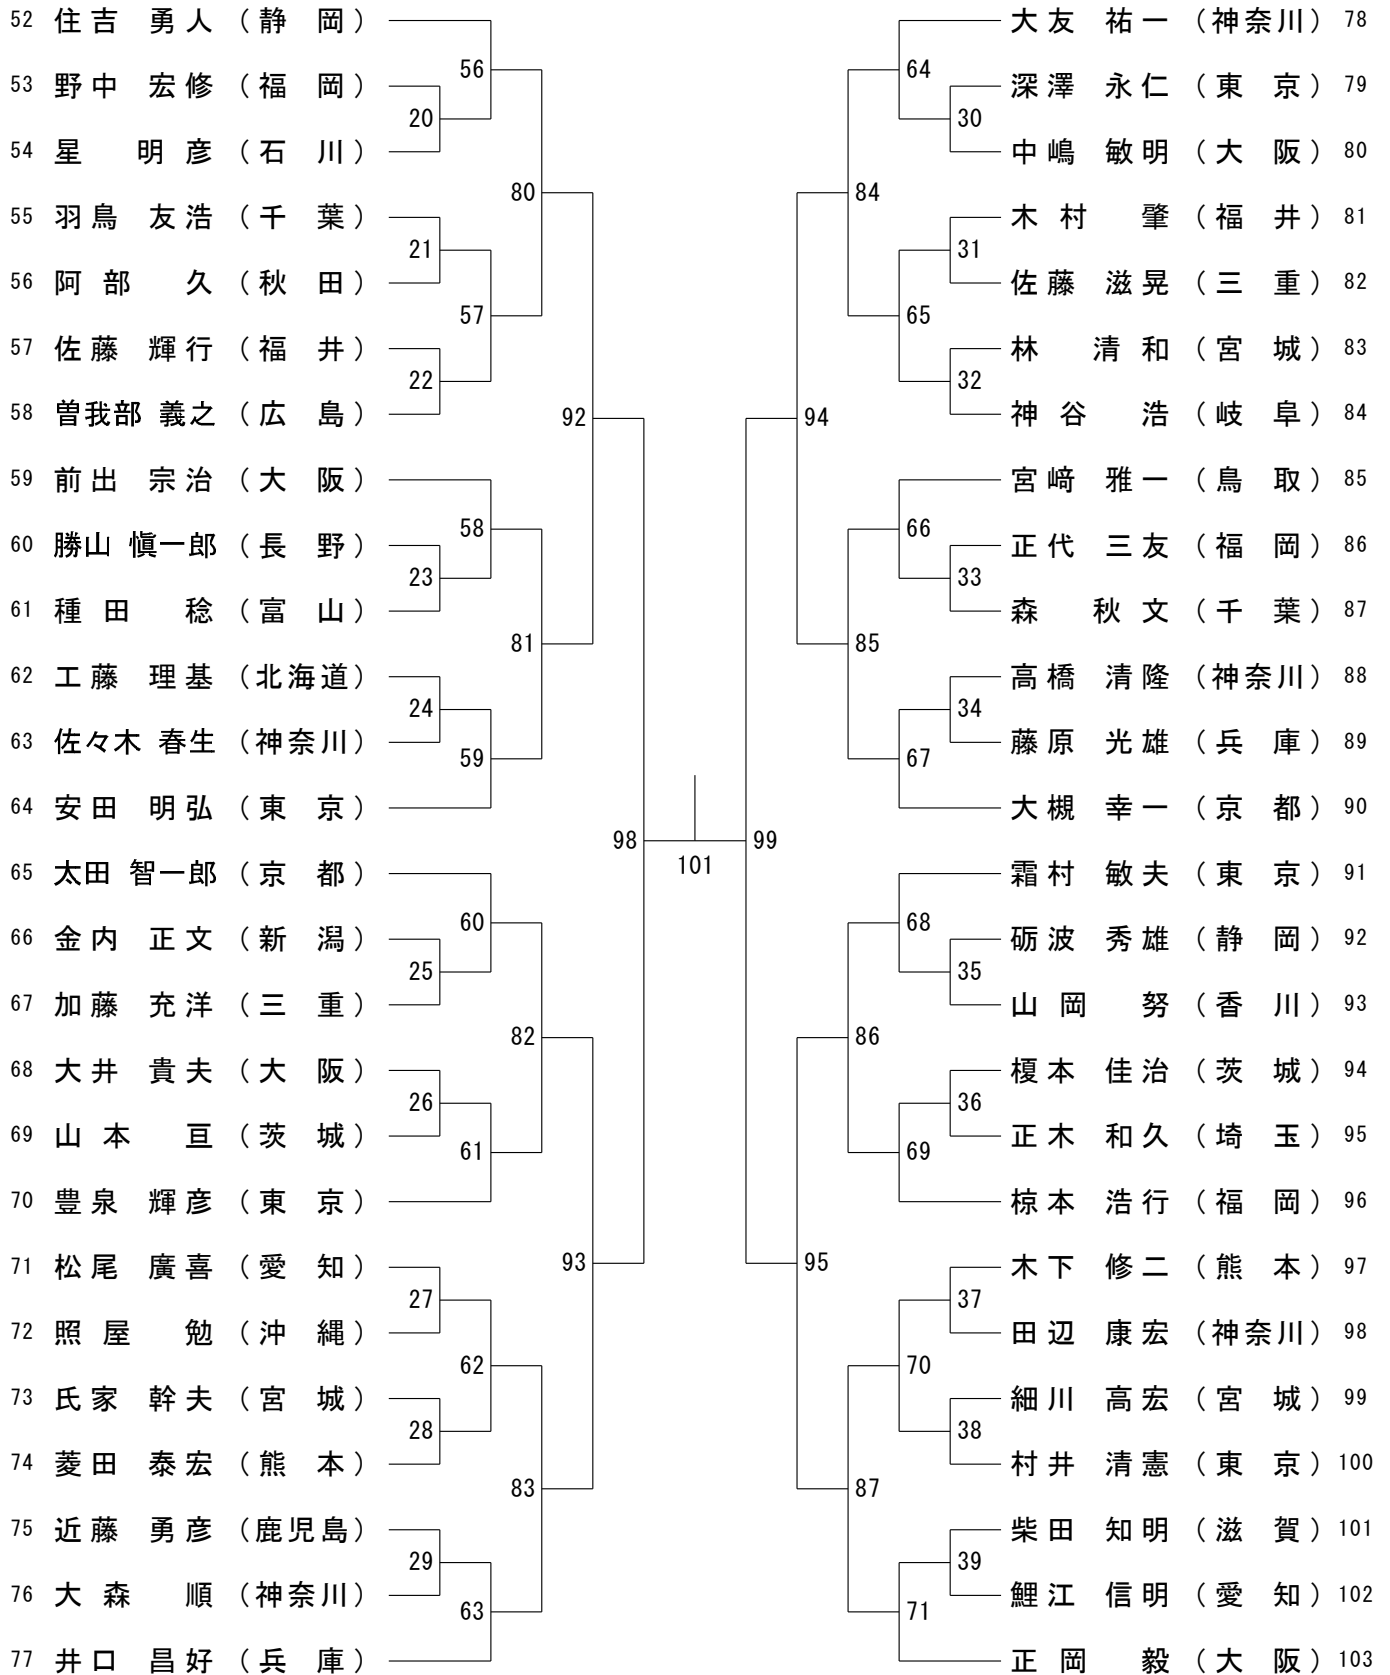 52 住吉 勇人 (静 岡)
53 野中 宏修 (福 岡)
54 星 明彦 (石 川)
55 羽鳥 友浩 (千 葉)
56 阿部 久 (秋 田)
57 佐藤 輝行 (福 井)
58 曽我部 義之 (広 島)
59 前出 宗治 (大 阪)
60 勝山 愼一郎 (長 野)
61 種田 稔 (富 山)
62 工藤 理基 (北海道)
63 佐々木 春生 (神奈川)
64 安田 明弘 (東 京)
65 太田 智一郎 (京 都)
66 金内 正文 (新 潟)
67 加藤 充洋 (三 重)
68 大井 貴夫 (大 阪)
69 山本 亘 (茨 城)
70 豊泉 輝彦 (東 京)
71 松尾 廣喜 (愛 知)
72 照屋 勉 (沖 縄)
73 氏家 幹夫 (宮 城)
74 菱田 泰宏 (熊 本)
75 近藤 勇彦 (鹿児島)
76 大森 順 (神奈川)
77 井口 昌好 (兵 庫)
20
21
22
23
24
25
26
27
28
29
56
57
58
59
60
61
62
63
80
81
82
83
92
93
98
101
99
94
95
84
85
86
87
64
65
66
67
68
69
70
71
30
31
32
33
34
35
36
37
38
39
大友 祐一 (神奈川) 78
深澤 永仁 (東 京) 79
中嶋 敏明 (大 阪) 80
木村 肇 (福 井) 81
佐藤 滋晃 (三 重) 82
林 清和 (宮 城) 83
神谷 浩 (岐 阜) 84
宮﨑 雅一 (鳥 取) 85
正代 三友 (福 岡) 86
森 秋文 (千 葉) 87
高橋 清隆 (神奈川) 88
藤原 光雄 (兵 庫) 89
大槻 幸一 (京 都) 90
霜村 敏夫 (東 京) 91
砺波 秀雄 (静 岡) 92
山岡 努 (香 川) 93
榎本 佳治 (茨 城) 94
正木 和久 (埼 玉) 95
椋本 浩行 (福 岡) 96
木下 修二 (熊 本) 97
田辺 康宏 (神奈川) 98
細川 高宏 (宮 城) 99
村井 清憲 (東 京) 100
柴田 知明 (滋 賀) 101
鯉江 信明 (愛 知) 102
正岡 毅 (大 阪) 103